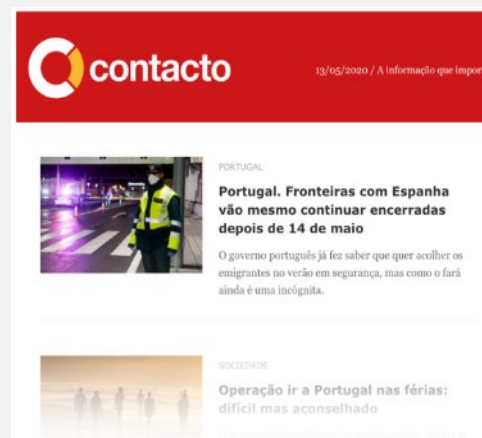 contacto
13/05/2020 / A informação que impor
PORTUGAL
Portugal. Fronteiras com Espanha
vão mesmo continuar encerradas
depois de 14 de maio
O governo português já fez saber que quer acolher os
emigrantes no verão em segurança, mas como o fará
ainda é uma incógnita.
SOCIEDADE
Operação ir a Portugal nas férias:
difícil mas aconselhado